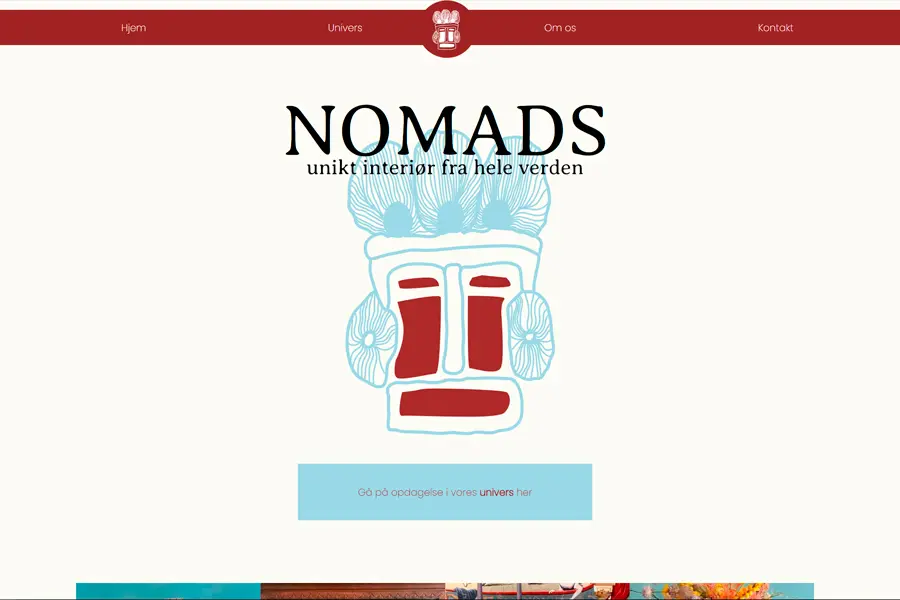 Hjem
Univers
Om os
Kontakt
NOMADS
unikt interiør fra hele verden
Gå på opdagelse i vores univers her